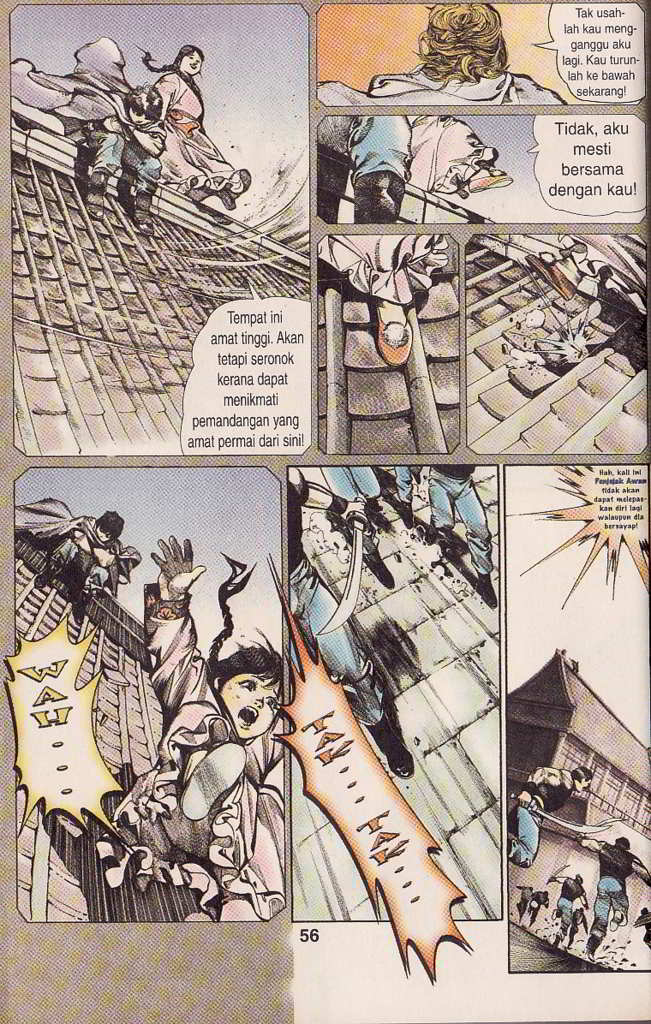 Tempat ini
amat tinggi. Akan
tetapi seronok
kerana dapat
menikmati
pemandangan yang
amat permai dari sini!
Tak usah-
lah kau meng-
ganggu aku
lagi. Kau turun-
lah ke bawah
sekarang!
Tidak, aku
mesti
bersama
dengan kau!
WAH...
TAK... TAK...
Hah, kali ini
Penjejak Awan
tidak akan
dapat melepas-
kan diri lagi
walaupun dia
bersayap!
56